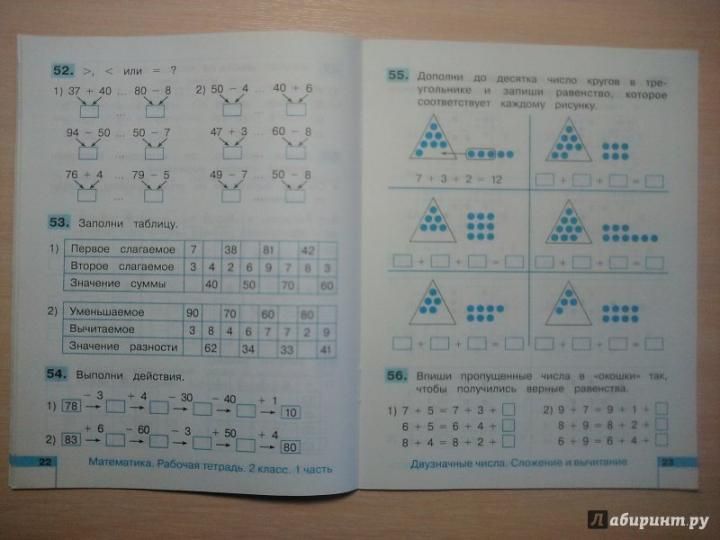 52. >, < или = ?
1) 37 + 40 ... 80 − 8 2) 50 − 4 ... 40 + 6
...
94 − 50 ... 50 − 7 47 + 3 ... 60 − 8
...
76 + 4 ... 79 − 5 49 − 7 ... 50 − 8
...
53. Заполни таблицу.
1) Первое слагаемое 7 38 81 42
Второе слагаемое 3 4 2 6 9 7 8 3
Значение суммы 40 50 70 60
2) Уменьшаемое 90 70 60 80
Вычитаемое 3 8 4 6 7 7 2 9
Значение разности 62 34 33 41
54. Выполни действия.
− 3 + 4 − 30 − 40 + 1
1) 78 10
+ 6 − 60 − 3 + 50 + 4
2) 83 80
22 Математика. Рабочая тетрадь. 2 класс. 1 часть
55. Дополни до десятка число кругов в тре-
угольнике и запиши равенство, которое
соответствует каждому рисунку.
7 + 3 + 2 = 12 + + =
+ + = + + =
+ + = + + =
56. Впиши пропущенные числа в «окошки» так,
чтобы получились верные равенства.
1) 7 + 5 = 7 + 3 + 2) 9 + 7 = 9 + 1 +
6 + 5 = 6 + 4 + 8 + 9 = 8 + 2 +
8 + 4 = 8 + 2 + 6 + 9 = 6 + 4 +
Двузначные числа. Сложение и вычитание 23
Лабиринт.ру